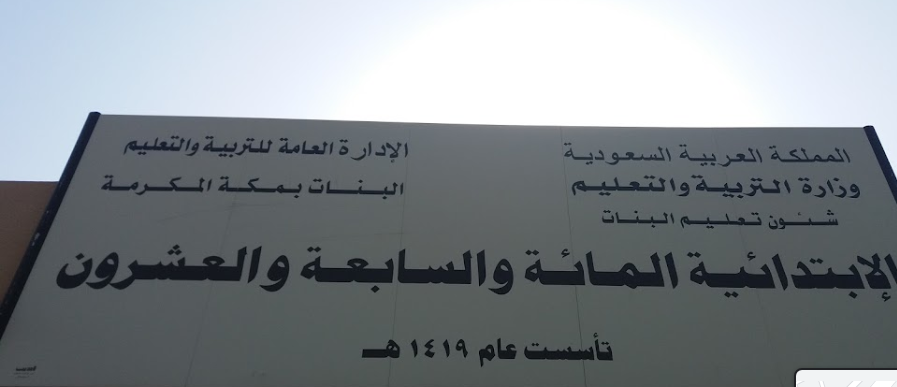 المملكة العربية السعودية
وزارة التربية والتعليم
شئون تعليم البنات
الإدارة العامة للتربية والتعليم
البنات بمكة المكرمة
الإبتدائية المائة والسابعة والعشرون
تأسست عام ١٤١٩ هـ